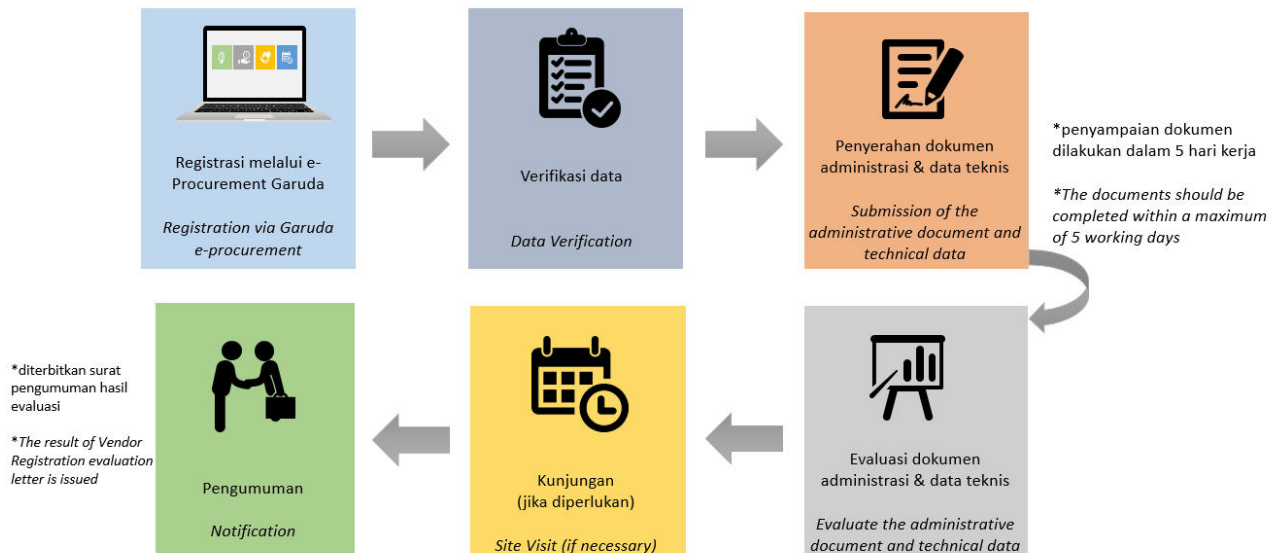 Registrasi melalui e-
Procurement Garuda
Registration via Garuda
e-procurement
Verifikasi data
Data Verification
Penyerahan dokumen
administrasi & data teknis
Submission of the
administrative document and
technical data
*penyampaian dokumen
dilakukan dalam 5 hari kerja
*The documents should be
completed within a maximum
of 5 working days
Evaluasi dokumen
administrasi & data teknis
Evaluate the administrative
document and technical data
Kunjungan
(jika diperlukan)
Site Visit (if necessary)
Pengumuman
Notification
*diterbitkan surat
pengumuman hasil
evaluasi
*The result of Vendor
Registration evaluation
letter is issued